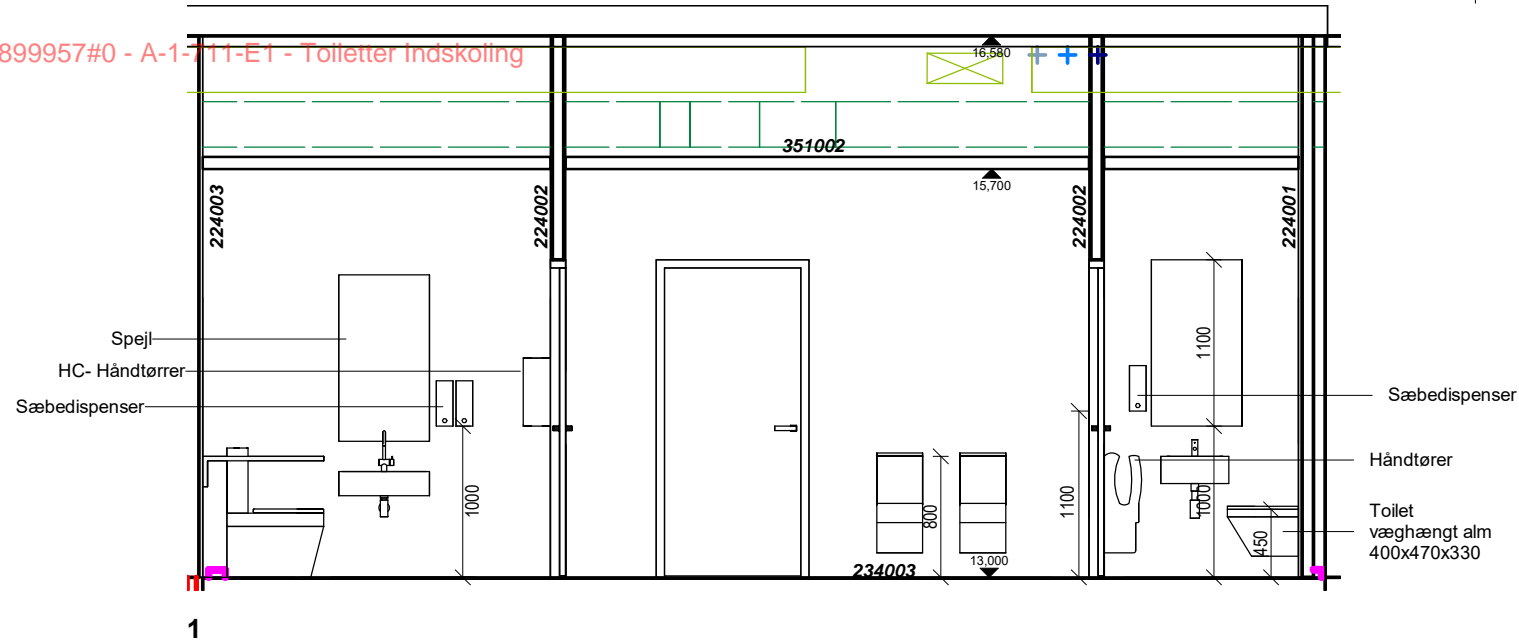 899957#0 - A-1-711-E1 - Toiletter Indskoling
16,580
351002
15,700
224003
224002
224002
224001
Spejl
HC- Håndtørrer
Sæbedispenser
1000
800
1100
1100
1000
450
Sæbedispenser
Håndtører
Toilet
væghængt alm
400x470x330
234003
13,000
1